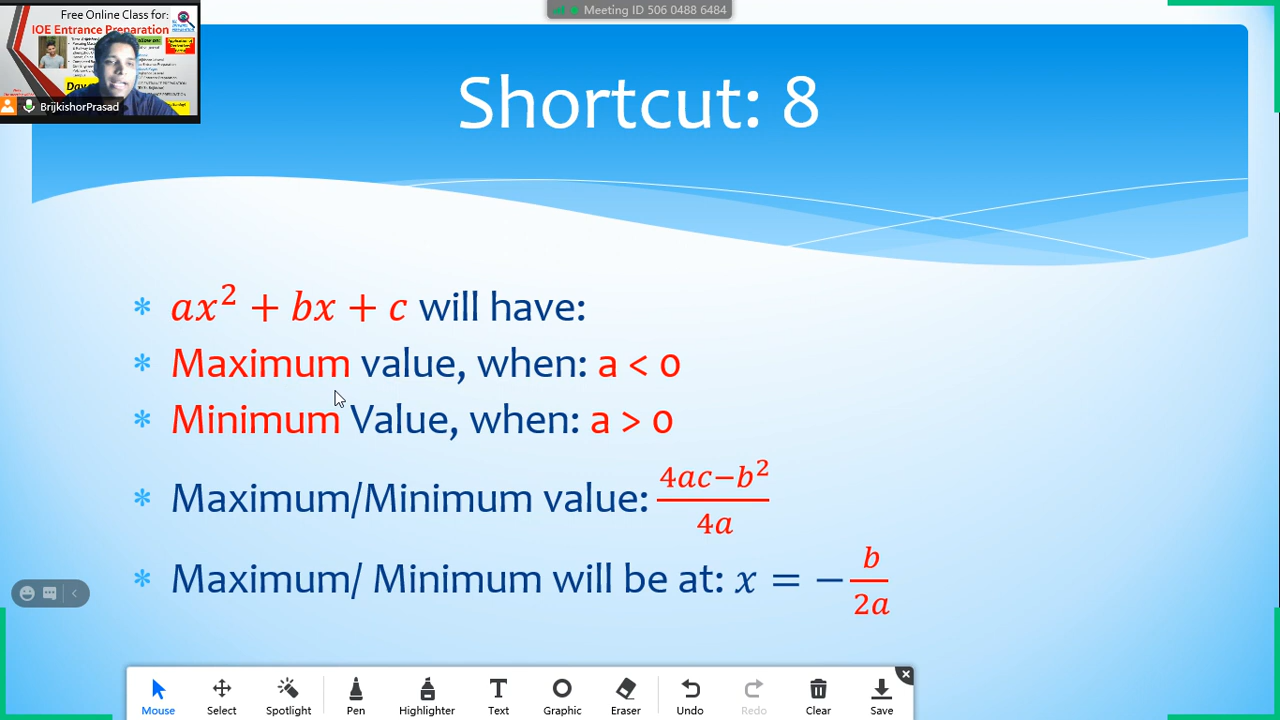 Meeting ID 506 0488 6484
Free Online Class for:
IOE Entrance Preparation
BrijkishorPrasad
Shortcut: 8
* ax² + bx + c will have:
* Maximum value, when: a < 0
* Minimum Value, when: a > 0
* Maximum/Minimum value: (4ac−b²)/(4a)
* Maximum/ Minimum will be at: x = − b/(2a)
Mouse Select Spotlight Pen Highlighter Text Graphic Eraser Undo Redo Clear Save